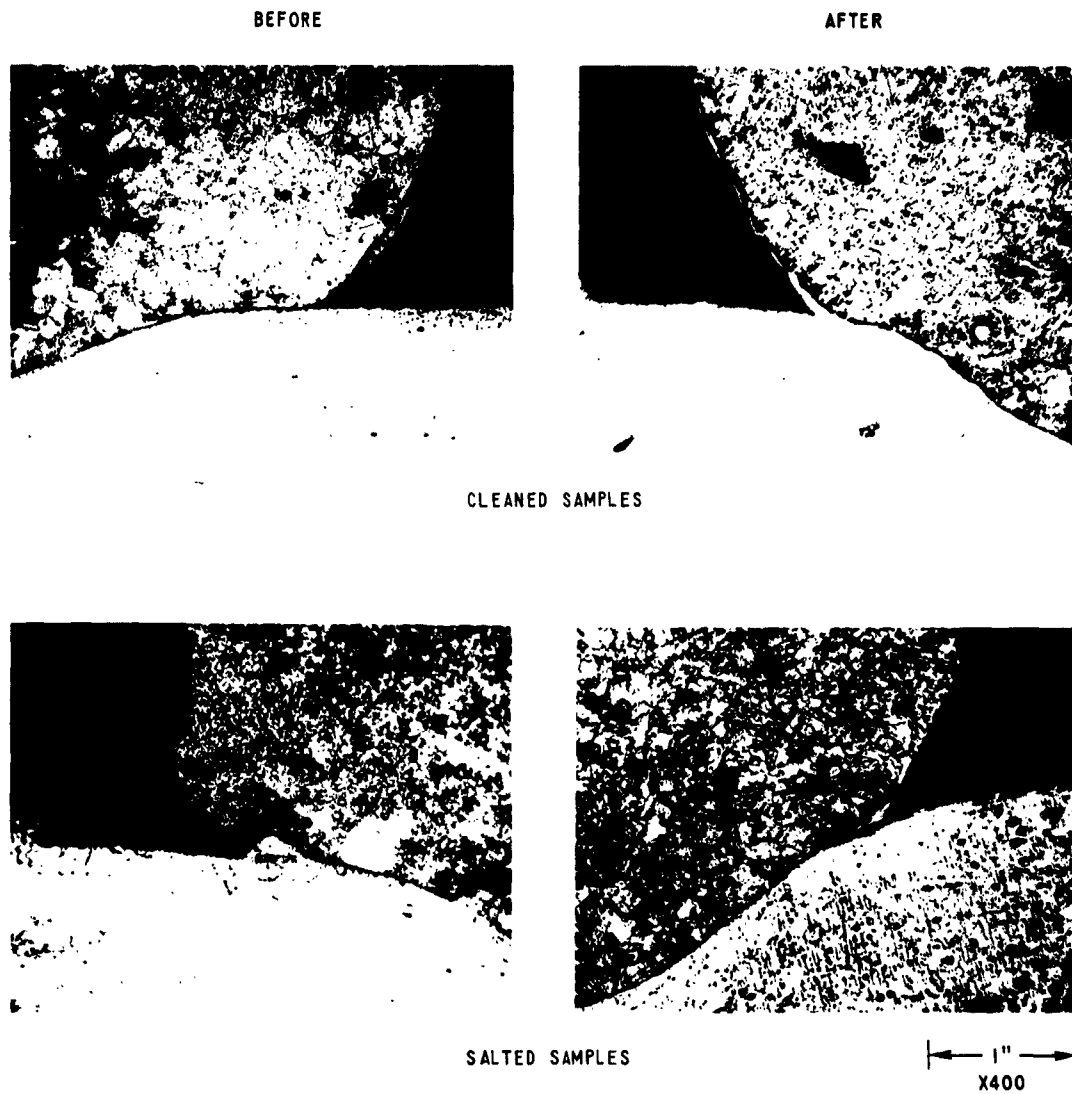 BEFORE
AFTER
CLEANED SAMPLES
SALTED SAMPLES
1"
X400